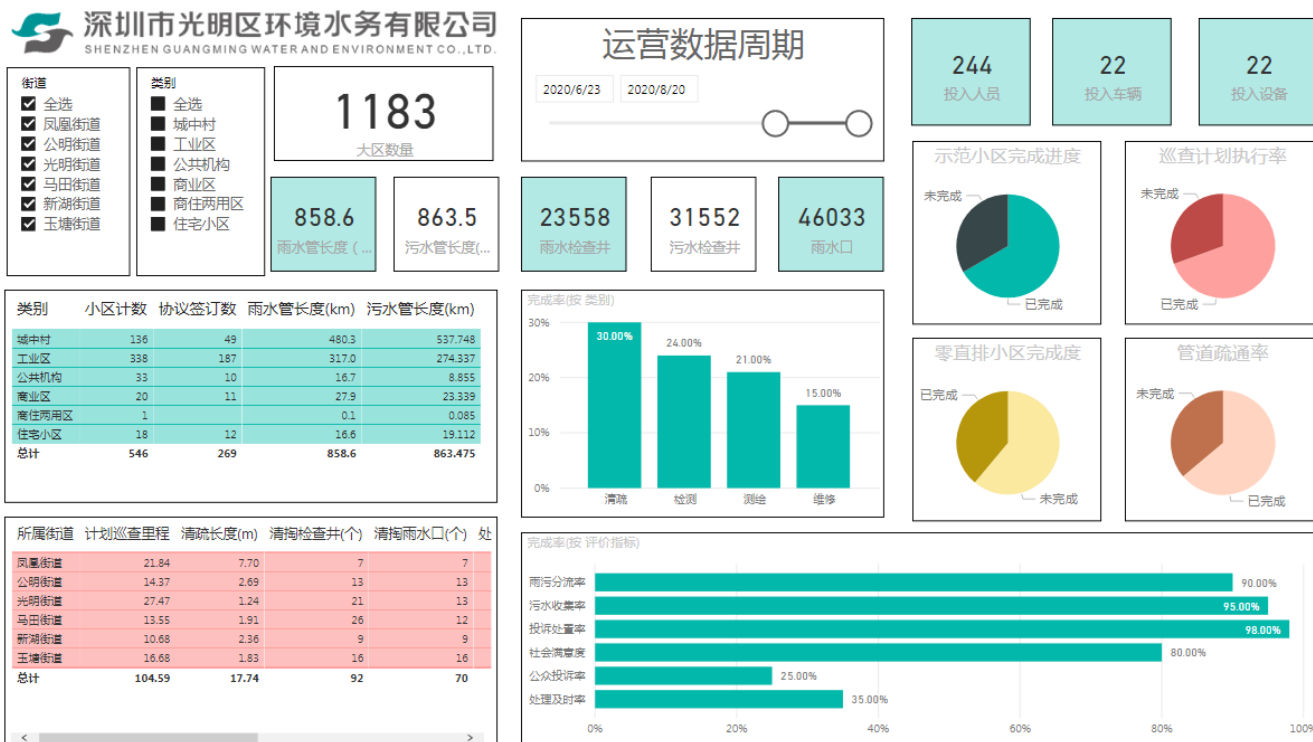 深圳市光明区环境水务有限公司
SHENZHEN GUANGMING WATER AND ENVIRONMENT CO.,LTD.
街道
全选
凤凰街道
公明街道
光明街道
马田街道
新湖街道
玉塘街道
类别
全选
城中村
工业区
公共机构
商业区
商住两用区
住宅小区
1183
大区数量
858.6
雨水管长度 ( ...
863.5
污水管长度(...
运营数据周期
2020/6/23 2020/8/20
23558
雨水检查井
31552
污水检查井
46033
雨水口
244
投入人员
22
投入车辆
22
投入设备
示范小区完成进度
未完成
已完成
巡查计划执行率
未完成
已完成
零直排小区完成度
已完成
未完成
管道疏通率
未完成
已完成
类别 小区计数 协议签订数 雨水管长度(km) 污水管长度(km)
城中村 136 49 480.3 537.748
工业区 338 187 317.0 274.337
公共机构 33 10 16.7 8.855
商业区 20 11 27.9 23.339
商住两用区 1 0.1 0.085
住宅小区 18 12 16.6 19.112
总计 546 269 858.6 863.475
完成率(按 类别)
30%
20%
10%
0%
30.00%
24.00%
21.00%
15.00%
清疏 检测 测绘 维修
所属街道 计划巡查里程 清疏长度(m) 清掏检查井(个) 清掏雨水口(个) 处
凤凰街道 21.84 7.70 7 7
公明街道 14.37 2.69 13 13
光明街道 27.47 1.24 21 13
马田街道 13.55 1.91 26 12
新湖街道 10.68 2.36 9 9
玉塘街道 16.68 1.83 16 16
总计 104.59 17.74 92 70
完成率(按 评价指标)
雨污分流率 90.00%
污水收集率 95.00%
投诉处置率 98.00%
社会满意度 80.00%
公众投诉率 25.00%
处理及时率 35.00%
0% 20% 40% 60% 80% 100%